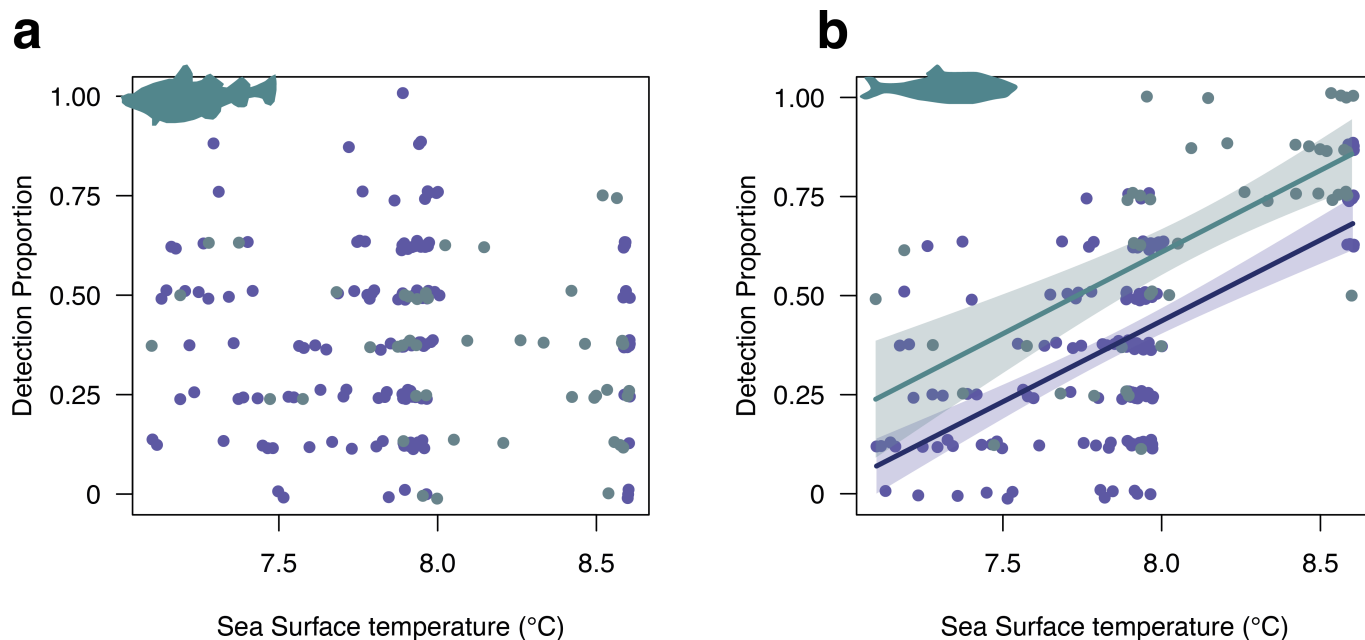 a
Detection Proportion
1.00
0.75
0.50
0.25
0
7.5 8.0 8.5
Sea Surface temperature (°C)
b
Detection Proportion
1.00
0.75
0.50
0.25
0
7.5 8.0 8.5
Sea Surface temperature (°C)